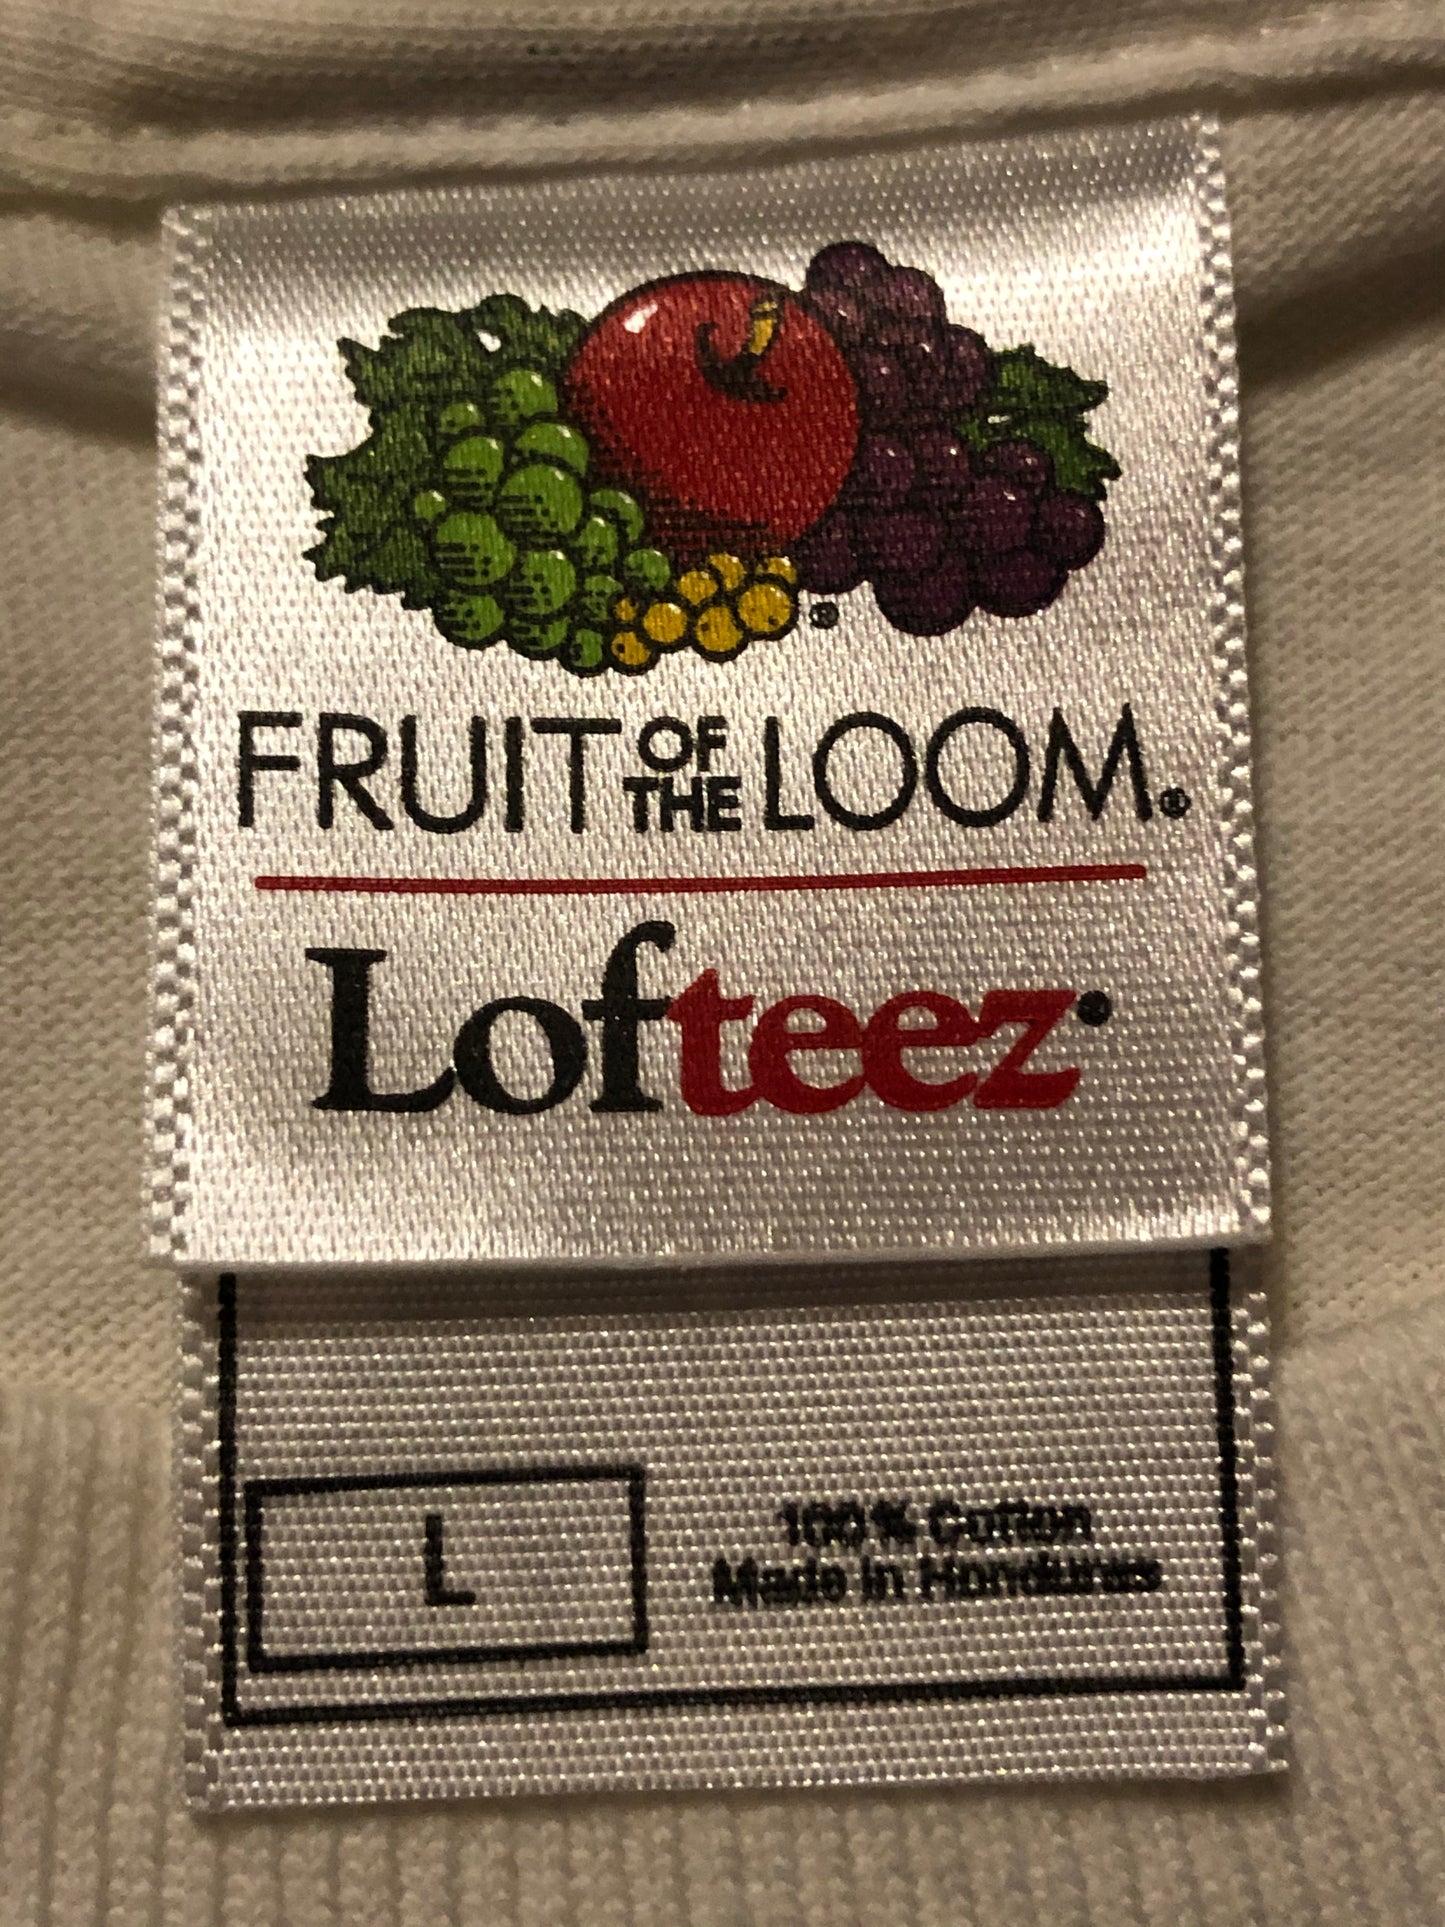 ®
FRUIT OF THE LOOM®
Lofteez®
L
100% Cotton
Made in Honduras